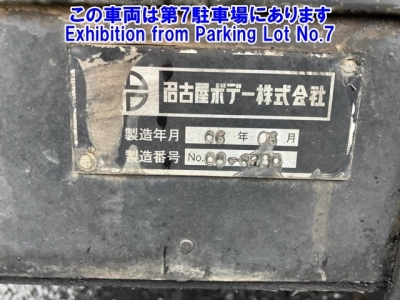 この車両は第7駐車場にあります
Exhibition from Parking Lot No.7
名古屋ボデー株式会社
製造年月 年 月
製造番号 No.